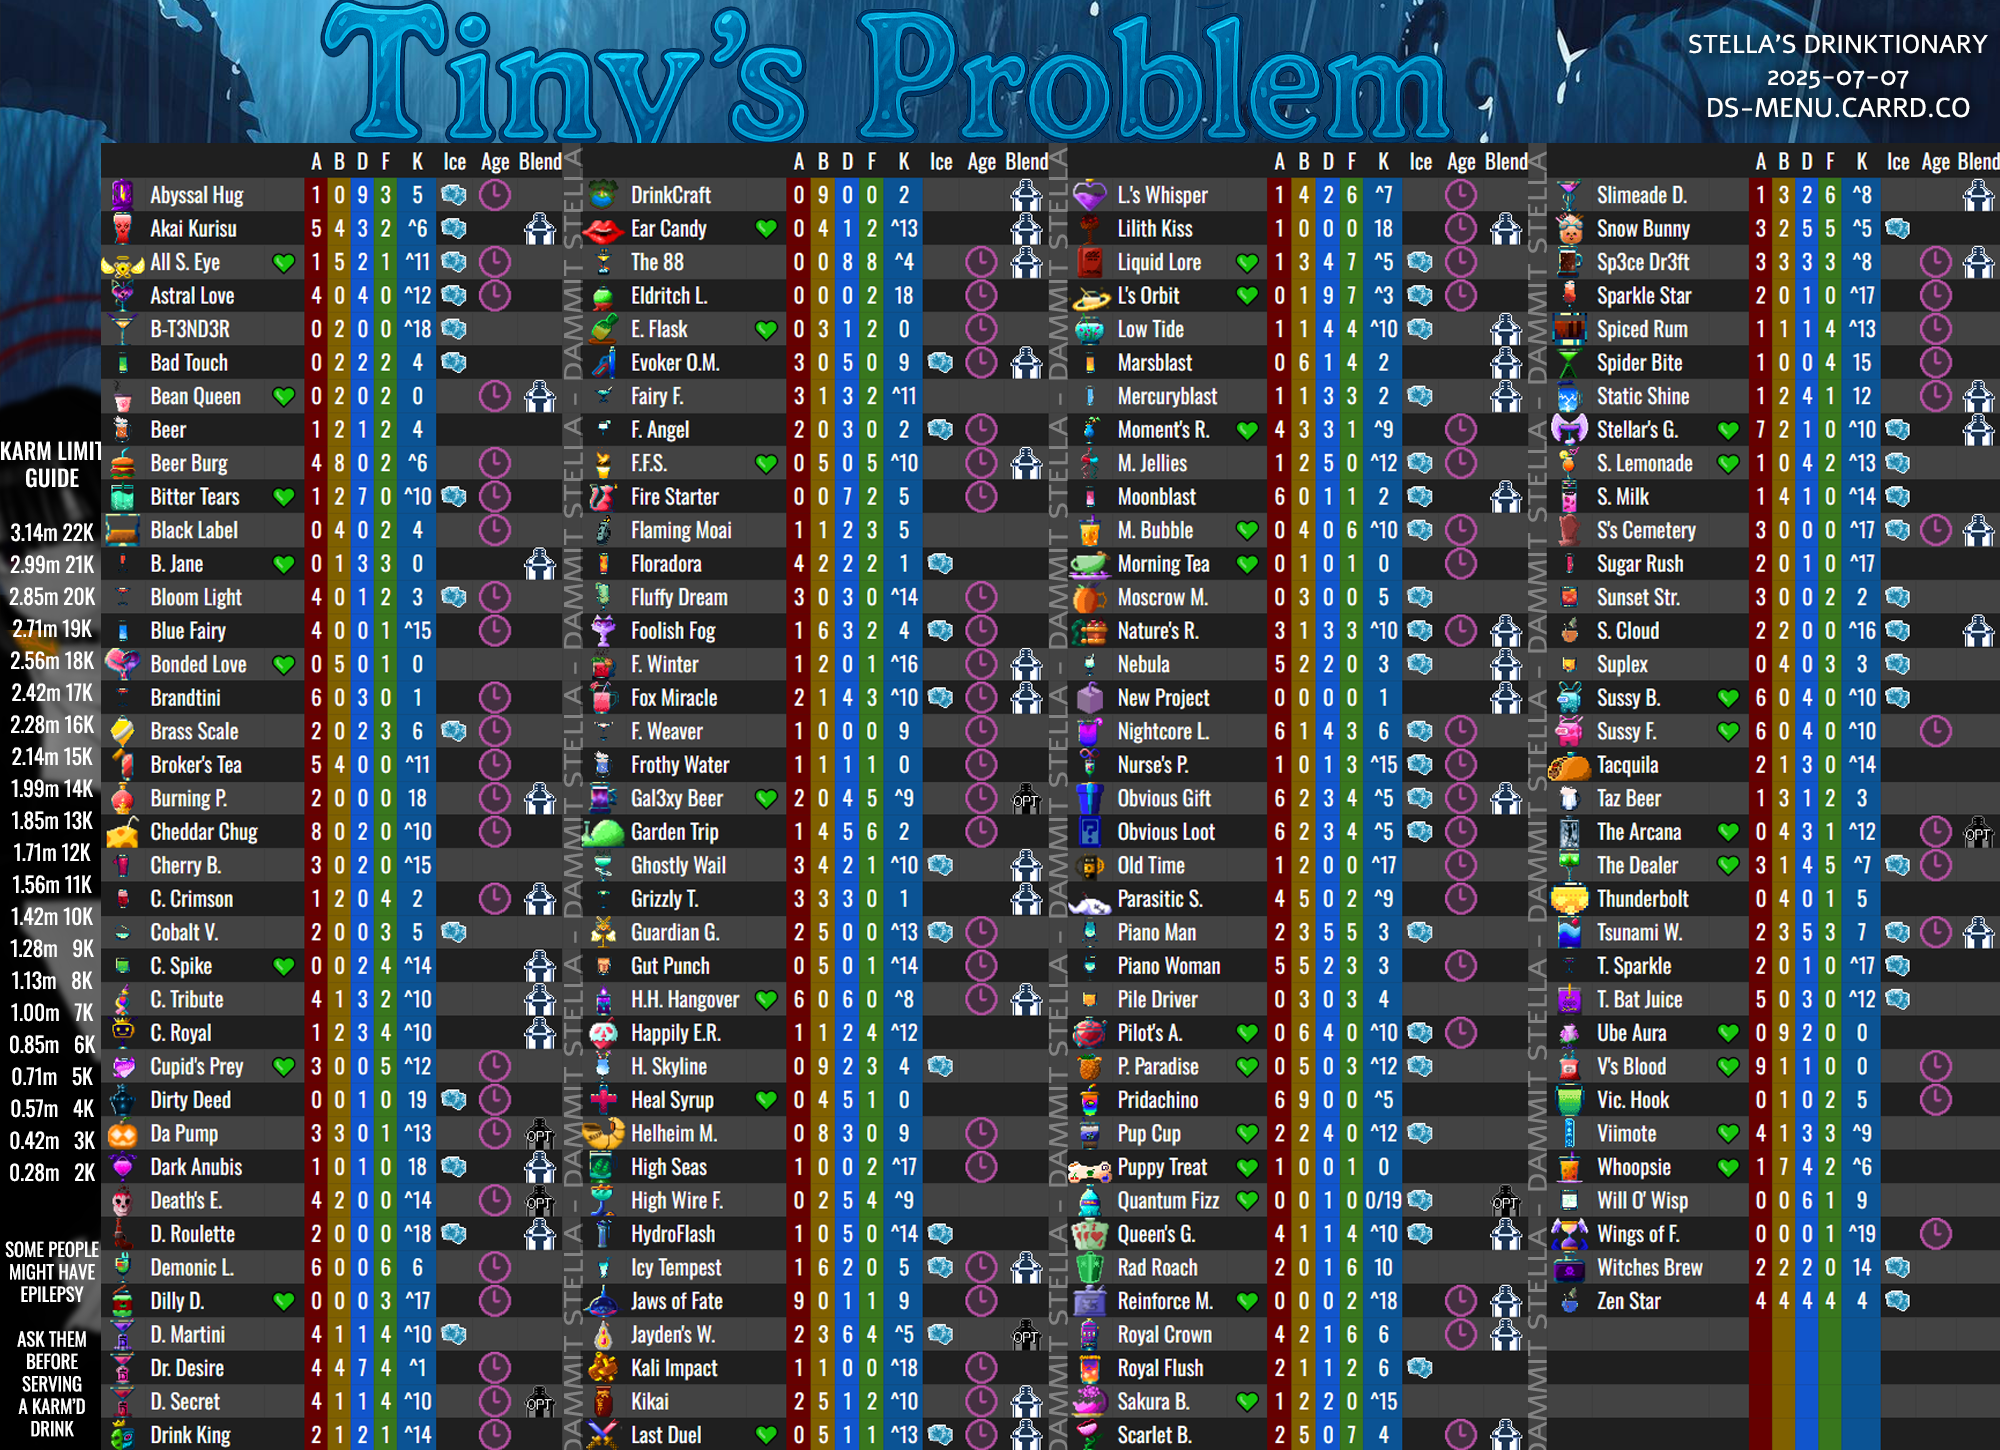 Tiny's Problem
STELLA'S DRINKTIONARY
2025-07-07
DS-MENU.CARRD.CO
A B D F K Ice Age Blend
Abyssal Hug 1 0 9 3 5
Akai Kurisu 5 4 3 2 ^6
All S. Eye 1 5 2 1 ^11
Astral Love 4 0 4 0 ^12
B-T3ND3R 0 2 0 0 ^18
Bad Touch 0 2 2 2 4
Bean Queen 0 2 0 2 0
Beer 1 2 1 2 4
Beer Burg 4 8 0 2 ^6
Bitter Tears 1 2 7 0 ^10
Black Label 0 4 0 2 4
B. Jane 0 1 3 3 0
Bloom Light 4 0 1 2 3
Blue Fairy 4 0 0 1 ^15
Bonded Love 0 5 0 1 0
Brandtini 6 0 3 0 1
Brass Scale 2 0 2 3 6
Broker's Tea 5 4 0 0 ^11
Burning P. 2 0 0 0 18
Cheddar Chug 8 0 2 0 ^10
Cherry B. 3 0 2 0 ^15
C. Crimson 1 2 0 4 2
Cobalt V. 2 0 0 3 5
C. Spike 0 0 2 4 ^14
C. Tribute 4 1 3 2 ^10
C. Royal 1 2 3 4 ^10
Cupid's Prey 3 0 0 5 ^12
Dirty Deed 0 0 1 0 19
Da Pump 3 3 0 1 ^13 OPT
Dark Anubis 1 0 1 0 18
Death's E. 4 2 0 0 ^14 OPT
D. Roulette 2 0 0 0 ^18
Demonic L. 6 0 0 6 6
Dilly D. 0 0 0 3 ^17
D. Martini 4 1 1 4 ^10
Dr. Desire 4 4 7 4 ^1
D. Secret 4 1 1 4 ^10 OPT
Drink King 2 1 2 1 ^14
A B D F K Ice Age Blend
DrinkCraft 0 9 0 0 2
Ear Candy 0 4 1 2 ^13
The 88 0 0 8 8 ^4
Eldritch L. 0 0 0 2 18
E. Flask 0 3 1 2 0
Evoker O.M. 3 0 5 0 9
Fairy F. 3 1 3 2 ^11
F. Angel 2 0 3 0 2
F.F.S. 0 5 0 5 ^10
Fire Starter 0 0 7 2 5
Flaming Moai 1 1 2 3 5
Floradora 4 2 2 2 1
Fluffy Dream 3 0 3 0 ^14
Foolish Fog 1 6 3 2 4
F. Winter 1 2 0 1 ^16
Fox Miracle 2 1 4 3 ^10
F. Weaver 1 0 0 0 9
Frothy Water 1 1 1 1 0
Gal3xy Beer 2 0 4 5 ^9 OPT
Garden Trip 1 4 5 6 2
Ghostly Wail 3 4 2 1 ^10
Grizzly T. 3 3 3 0 1
Guardian G. 2 5 0 0 ^13
Gut Punch 0 5 0 1 ^14
H.H. Hangover 6 0 6 0 ^8
Happily E.R. 1 1 2 4 ^12
H. Skyline 0 9 2 3 4
Heal Syrup 0 4 5 1 0
Helheim M. 0 8 3 0 9
High Seas 1 0 0 2 ^17
High Wire F. 0 2 5 4 ^9
HydroFlash 1 0 5 0 ^14
Icy Tempest 1 6 2 0 5
Jaws of Fate 9 0 1 1 9
Jayden's W. 2 3 6 4 ^5 OPT
Kali Impact 1 1 0 0 ^18
Kikai 2 5 1 2 ^10
Last Duel 0 5 1 1 ^13
A B D F K Ice Age Blend
L.'s Whisper 1 4 2 6 ^7
Lilith Kiss 1 0 0 0 18
Liquid Lore 1 3 4 7 ^5
L's Orbit 0 1 9 7 ^3
Low Tide 1 1 4 4 ^10
Marsblast 0 6 1 4 2
Mercuryblast 1 1 3 3 2
Moment's R. 4 3 3 1 ^9
M. Jellies 1 2 5 0 ^12
Moonblast 6 0 1 1 2
M. Bubble 0 4 0 6 ^10
Morning Tea 0 1 0 1 0
Moscrow M. 0 3 0 0 5
Nature's R. 3 1 3 3 ^10
Nebula 5 2 2 0 3
New Project 0 0 0 0 1
Nightcore L. 6 1 4 3 6
Nurse's P. 1 0 1 3 ^15
Obvious Gift 6 2 3 4 ^5
Obvious Loot 6 2 3 4 ^5
Old Time 1 2 0 0 ^17
Parasitic S. 4 5 0 2 ^9
Piano Man 2 3 5 5 3
Piano Woman 5 5 2 3 3
Pile Driver 0 3 0 3 4
Pilot's A. 0 6 4 0 ^10
P. Paradise 0 5 0 3 ^12
Pridachino 6 9 0 0 ^5
Pup Cup 2 2 4 0 ^12
Puppy Treat 1 0 0 1 0
Quantum Fizz 0 0 1 0 0/19 OPT
Queen's G. 4 1 1 4 ^10
Rad Roach 2 0 1 6 10
Reinforce M. 0 0 0 2 ^18
Royal Crown 4 2 1 6 6
Royal Flush 2 1 1 2 6
Sakura B. 1 2 2 0 ^15
Scarlet B. 2 5 0 7 4
A B D F K Ice Age Blend
Slimeade D. 1 3 2 6 ^8
Snow Bunny 3 2 5 5 ^5
Sp3ce Dr3ft 3 3 3 3 ^8
Sparkle Star 2 0 1 0 ^17
Spiced Rum 1 1 1 4 ^13
Spider Bite 1 0 0 4 15
Static Shine 1 2 4 1 12
Stellar's G. 7 2 1 0 ^10
S. Lemonade 1 0 4 2 ^13
S. Milk 1 4 1 0 ^14
S's Cemetery 3 0 0 0 ^17
Sugar Rush 2 0 1 0 ^17
Sunset Str. 3 0 0 2 2
S. Cloud 2 2 0 0 ^16
Suplex 0 4 0 3 3
Sussy B. 6 0 4 0 ^10
Sussy F. 6 0 4 0 ^10
Tacquila 2 1 3 0 ^14
Taz Beer 1 3 1 2 3
The Arcana 0 4 3 1 ^12 OPT
The Dealer 3 1 4 5 ^7
Thunderbolt 0 4 0 1 5
Tsunami W. 2 3 5 3 7
T. Sparkle 2 0 1 0 ^17
T. Bat Juice 5 0 3 0 ^12
Ube Aura 0 9 2 0 0
V's Blood 9 1 1 0 0
Vic. Hook 0 1 0 2 5
Viimote 4 1 3 3 ^9
Whoopsie 1 7 4 2 ^6
Will O' Wisp 0 0 6 1 9
Wings of F. 0 0 0 1 ^19
Witches Brew 2 2 2 0 14
Zen Star 4 4 4 4 4
KARM LIMIT
GUIDE
3.14m 22K
2.99m 21K
2.85m 20K
2.71m 19K
2.56m 18K
2.42m 17K
2.28m 16K
2.14m 15K
1.99m 14K
1.85m 13K
1.71m 12K
1.56m 11K
1.42m 10K
1.28m 9K
1.13m 8K
1.00m 7K
0.85m 6K
0.71m 5K
0.57m 4K
0.42m 3K
0.28m 2K
SOME PEOPLE
MIGHT HAVE
EPILEPSY
ASK THEM
BEFORE
SERVING
A KARM'D
DRINK
DAMMIT STELLA - DAMMIT STELLA - DAMMIT STELLA - DAMMIT STELLA
DAMMIT STELLA - DAMMIT STELLA - DAMMIT STELLA - DAMMIT STELLA
DAMMIT STELLA - DAMMIT STELLA - DAMMIT STELLA - DAMMIT STELLA